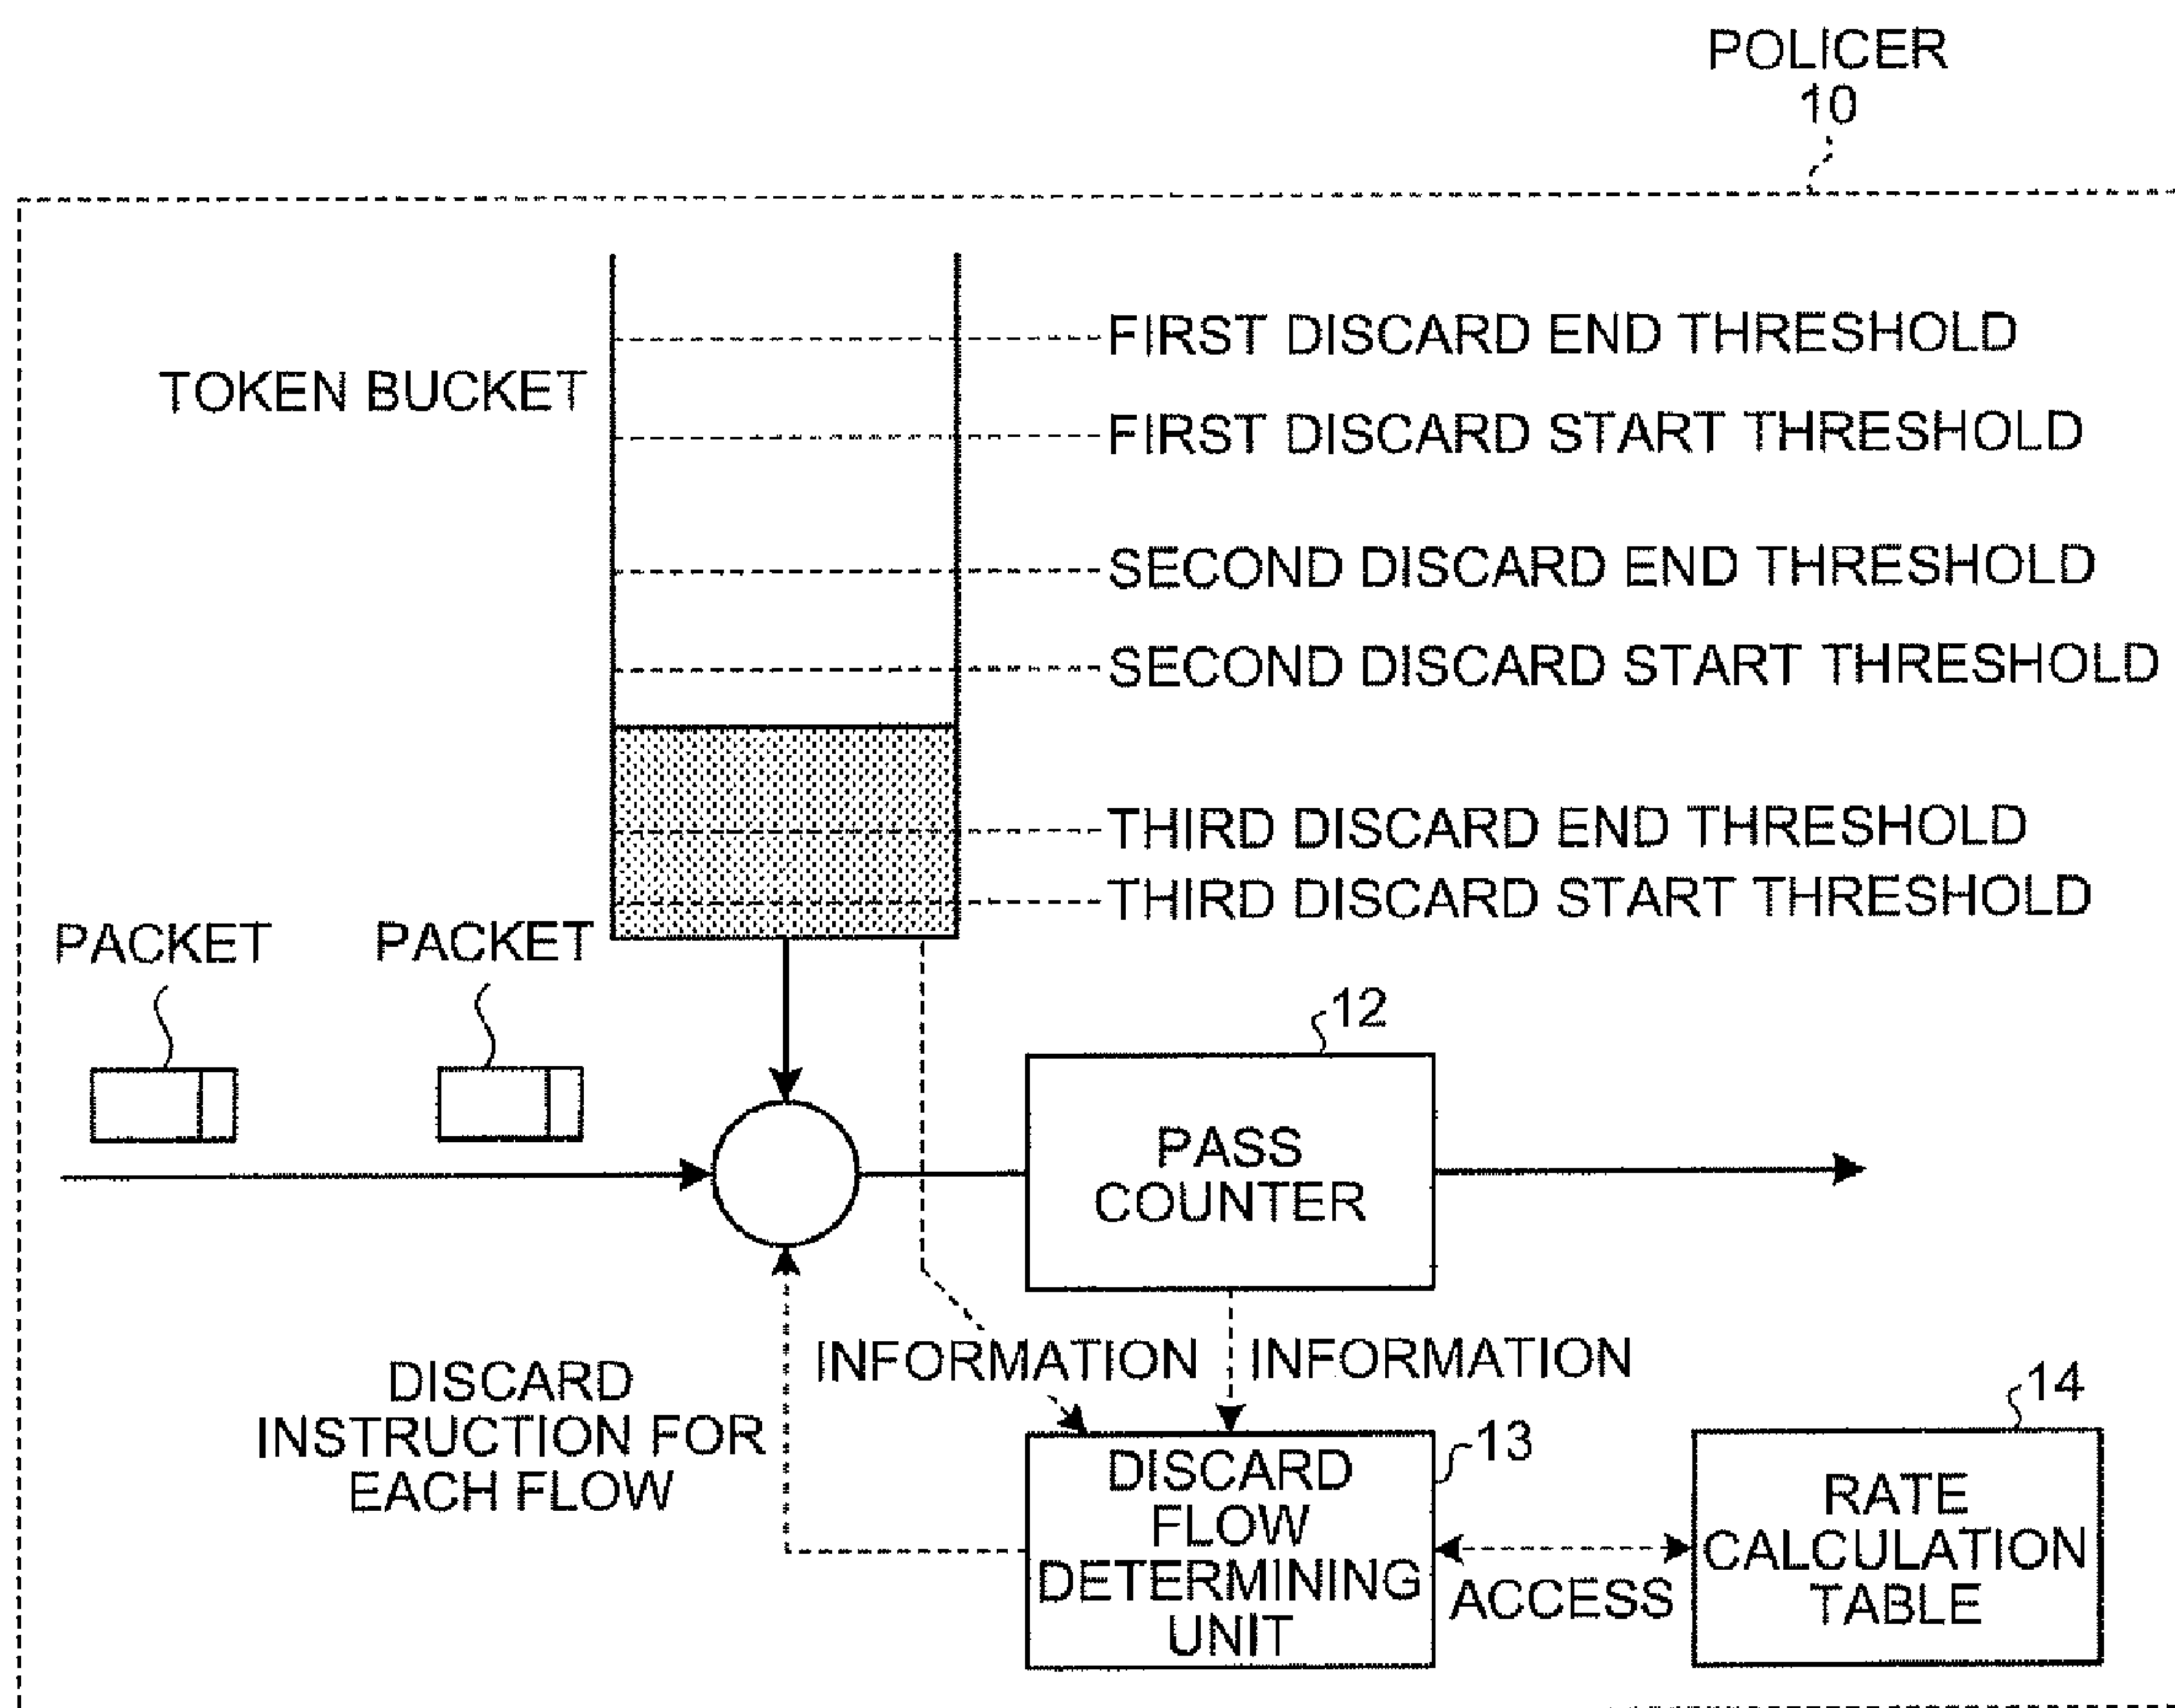 POLICER
10
FIRST DISCARD END THRESHOLD
TOKEN BUCKET
FIRST DISCARD START THRESHOLD
SECOND DISCARD END THRESHOLD
SECOND DISCARD START THRESHOLD
THIRD DISCARD END THRESHOLD
THIRD DISCARD START THRESHOLD
PACKET
PACKET
12
PASS
COUNTER
INFORMATION
INFORMATION
DISCARD
INSTRUCTION FOR
EACH FLOW
13
DISCARD
FLOW
DETERMINING
UNIT
ACCESS
14
RATE
CALCULATION
TABLE